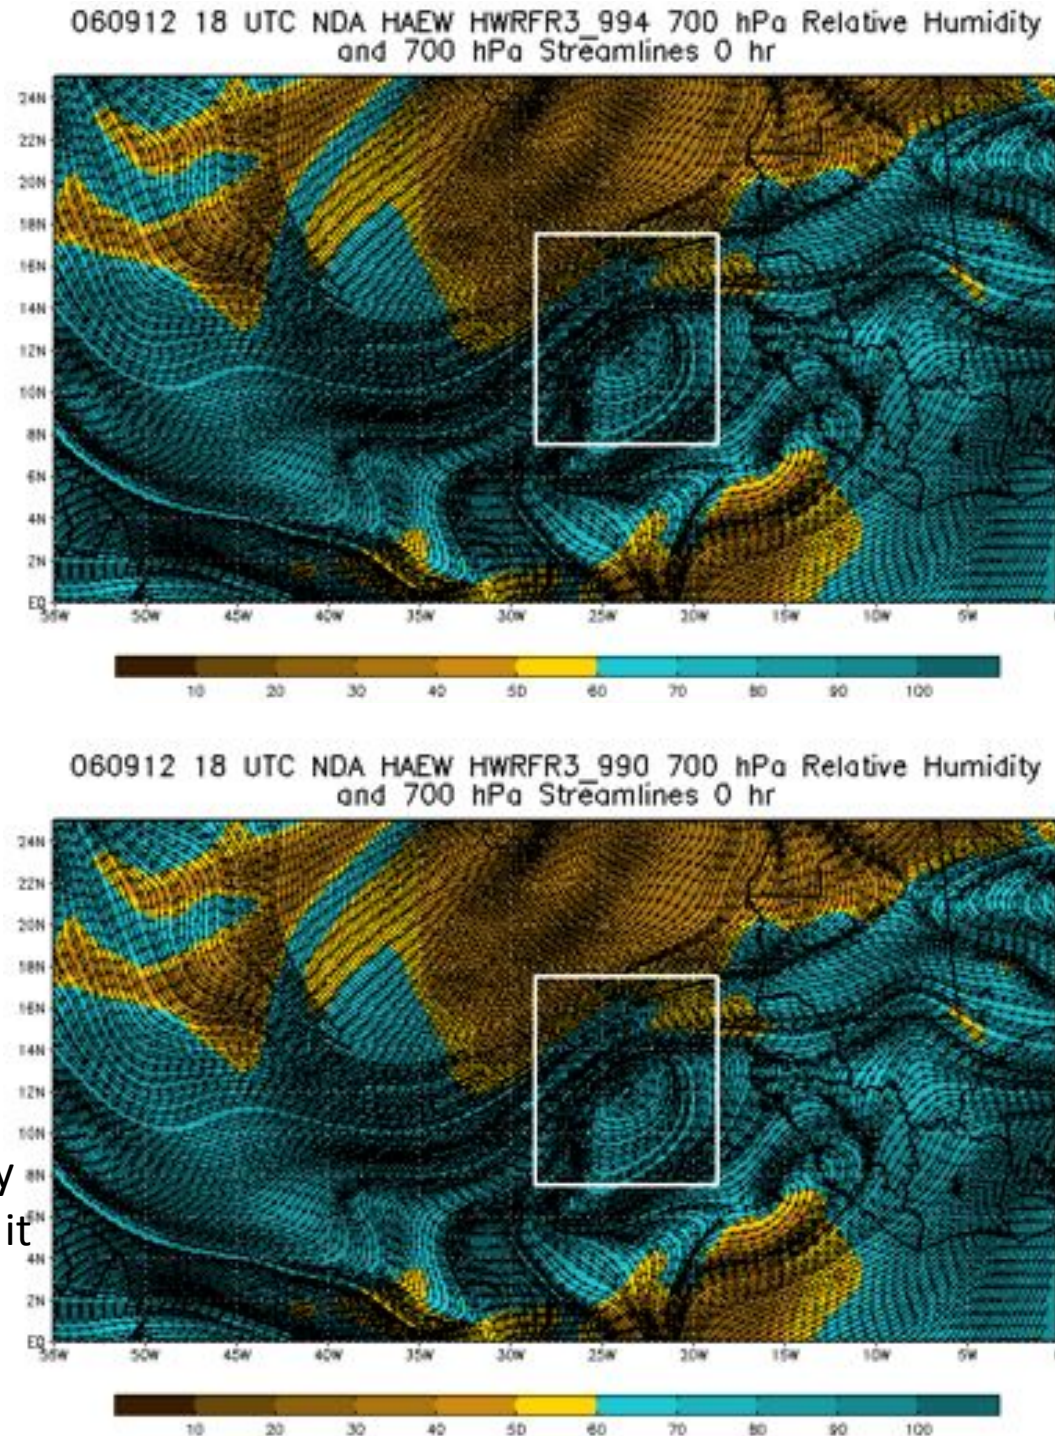 060912 18 UTC NDA HAEW HWRFR3_994 700 hPa Relative Humidity
and 700 hPa Streamlines 0 hr
24N
22N
20N
18N
16N
14N
12N
10N
8N
6N
4N
2N
EQ
55W 50W 45W 40W 35W 30W 25W 20W 15W 10W 5W
10 20 30 40 50 60 70 80 90 100
060912 18 UTC NDA HAEW HWRFR3_990 700 hPa Relative Humidity
and 700 hPa Streamlines 0 hr
24N
22N
20N
18N
16N
14N
12N
10N
y
8N
it
6N
4N
2N
EQ
55W 50W 45W 40W 35W 30W 25W 20W 15W 10W 5W
10 20 30 40 50 60 70 80 90 100